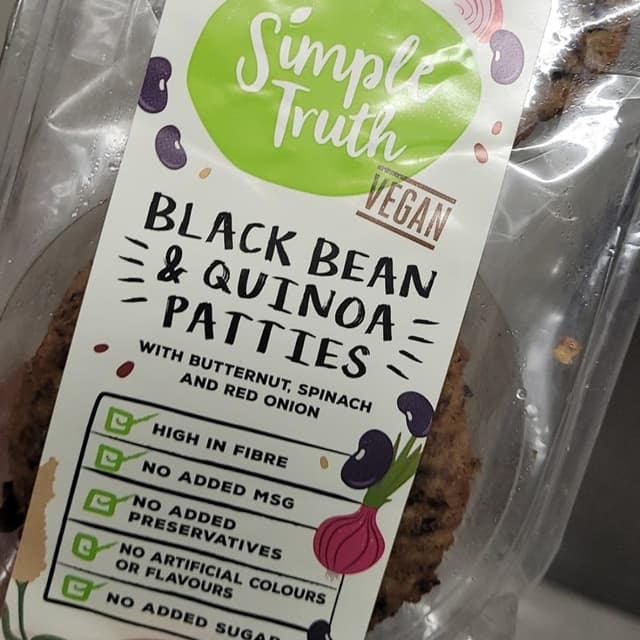 Simple
Truth
VEGAN
BLACK BEAN
& QUINOA
PATTIES
WITH BUTTERNUT, SPINACH
AND RED ONION
HIGH IN FIBRE
NO ADDED MSG
NO ADDED
PRESERVATIVES
NO ARTIFICIAL COLOURS
OR FLAVOURS
NO ADDED SUGAR